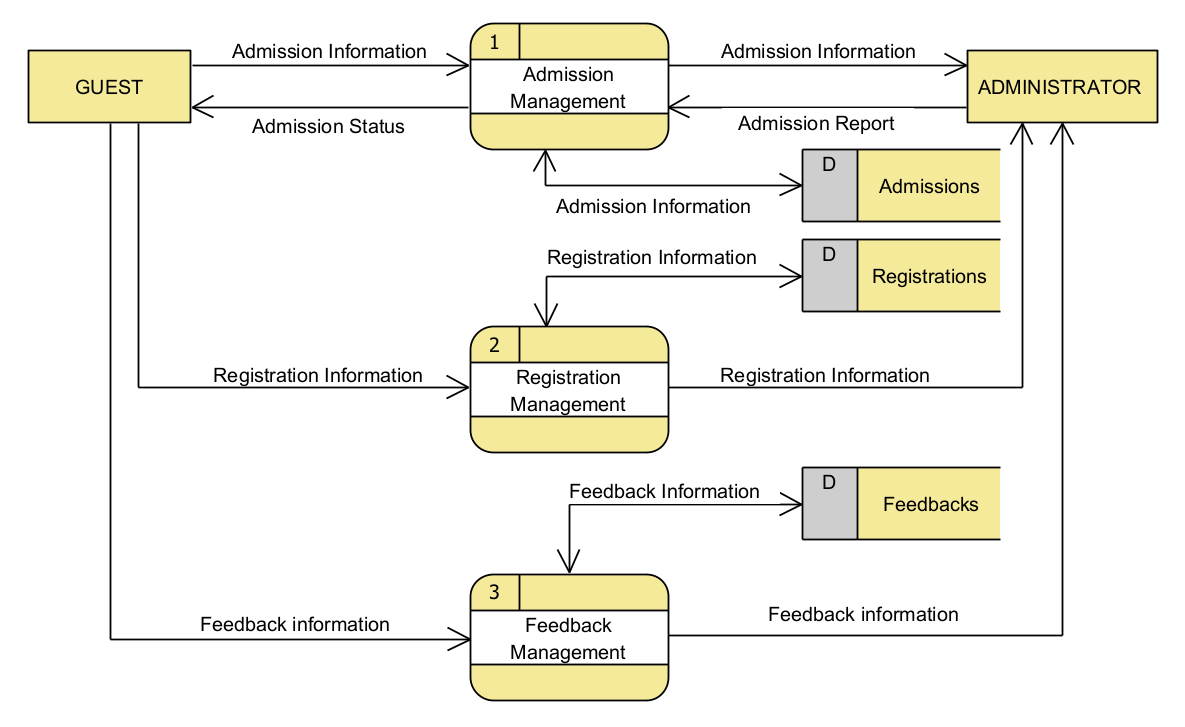 Admission Information
1
Admission Information
GUEST
Admission
Management
ADMINISTRATOR
Admission Status
Admission Report
D
Admissions
Admission Information
Registration Information
D
Registrations
2
Registration Information
Registration
Management
Registration Information
D
Feedback Information
Feedbacks
3
Feedback information
Feedback
Management
Feedback information